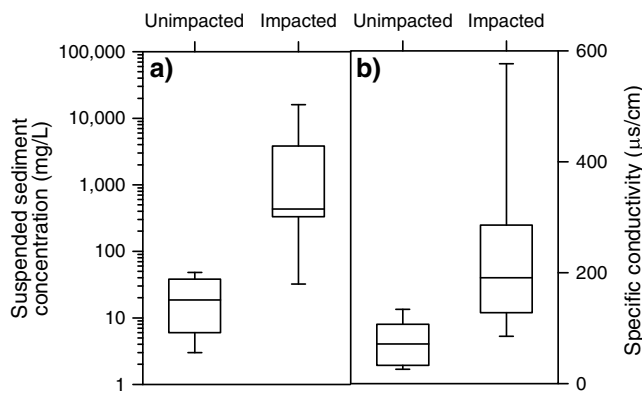 Unimpacted Impacted Unimpacted Impacted
a)
b)
Suspended sediment
concentration (mg/L)
100,000
10,000
1,000
100
10
1
600
400
200
0
Specific conductivity (μs/cm)